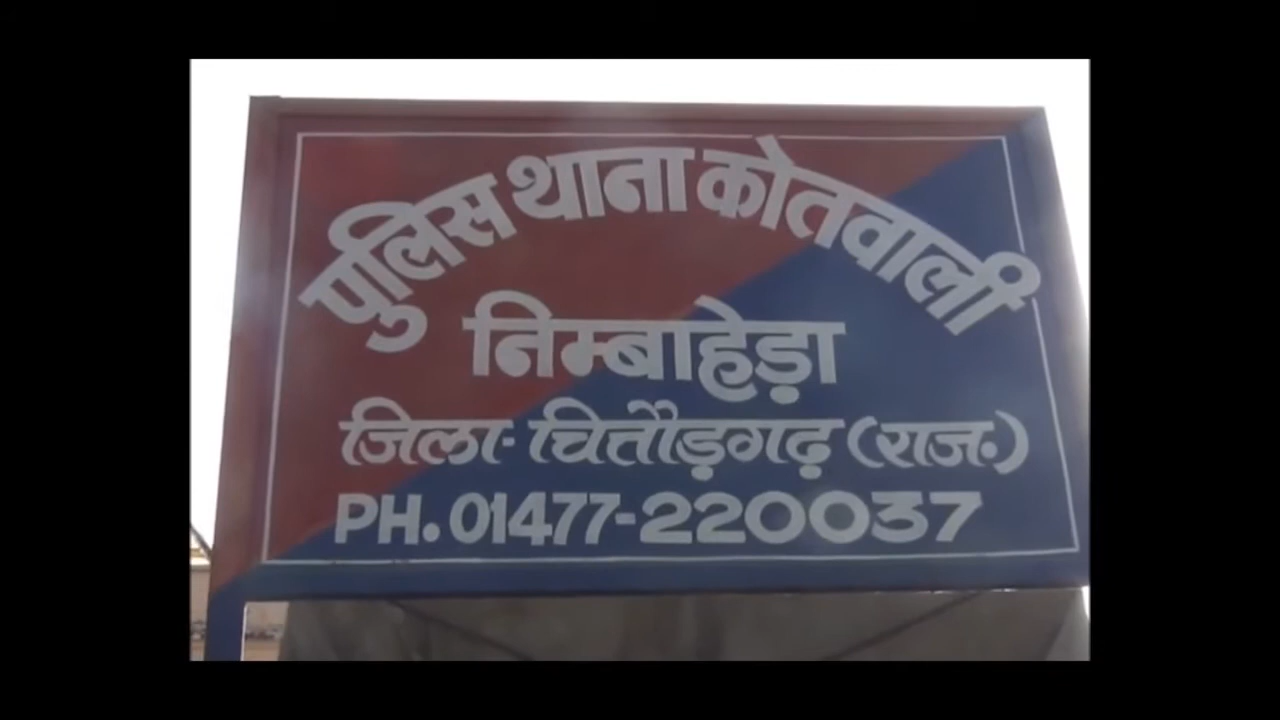 पुलिस थाना कोतवाली
निम्बाहेड़ा
जिला- चित्तौड़गढ़ (राज.)
PH. 01477-220037